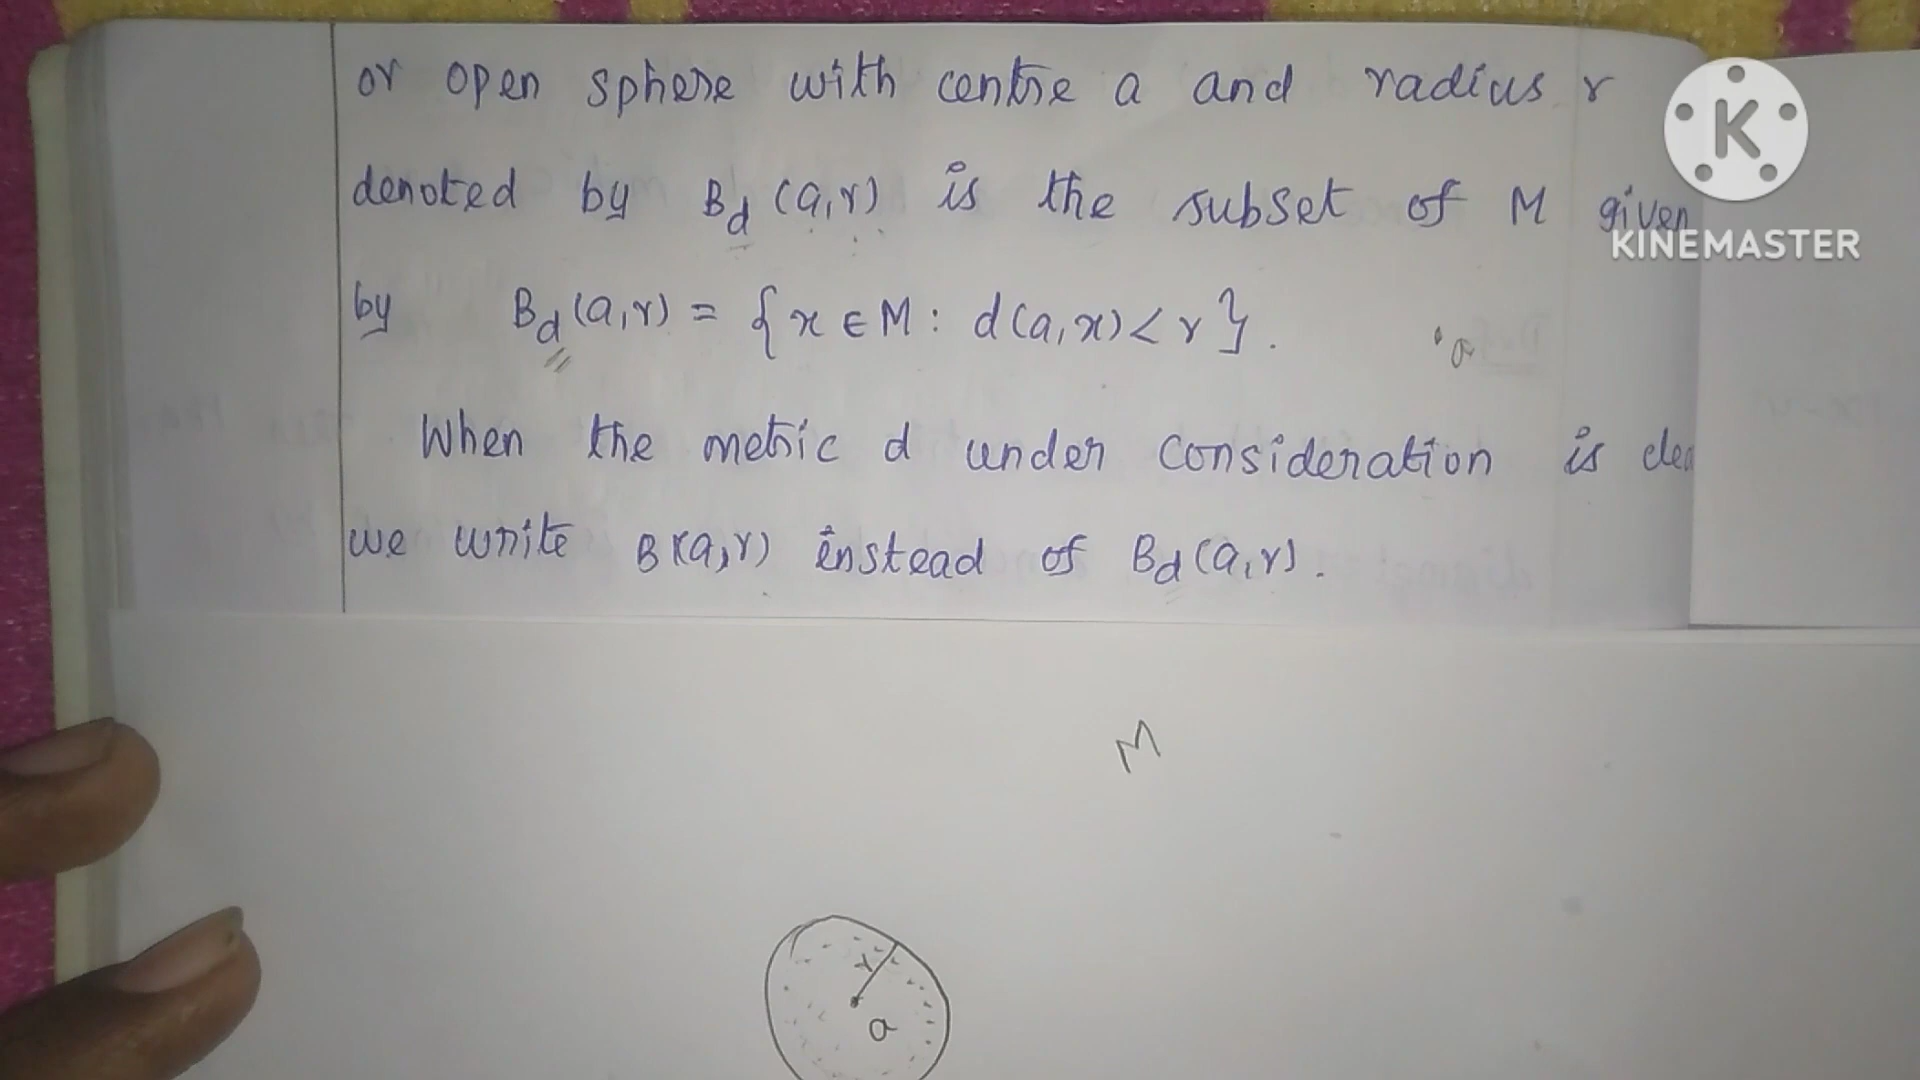 or open sphere with centre a and radius r
denoted by B_d (a,r) is the subset of M given
by B_d (a,r) = { x ∈ M : d(a,x) < r } .
a
When the metric d under consideration is clea
we write B(a,r) instead of B_d (a,r).
M
r
a
K
KINEMASTER